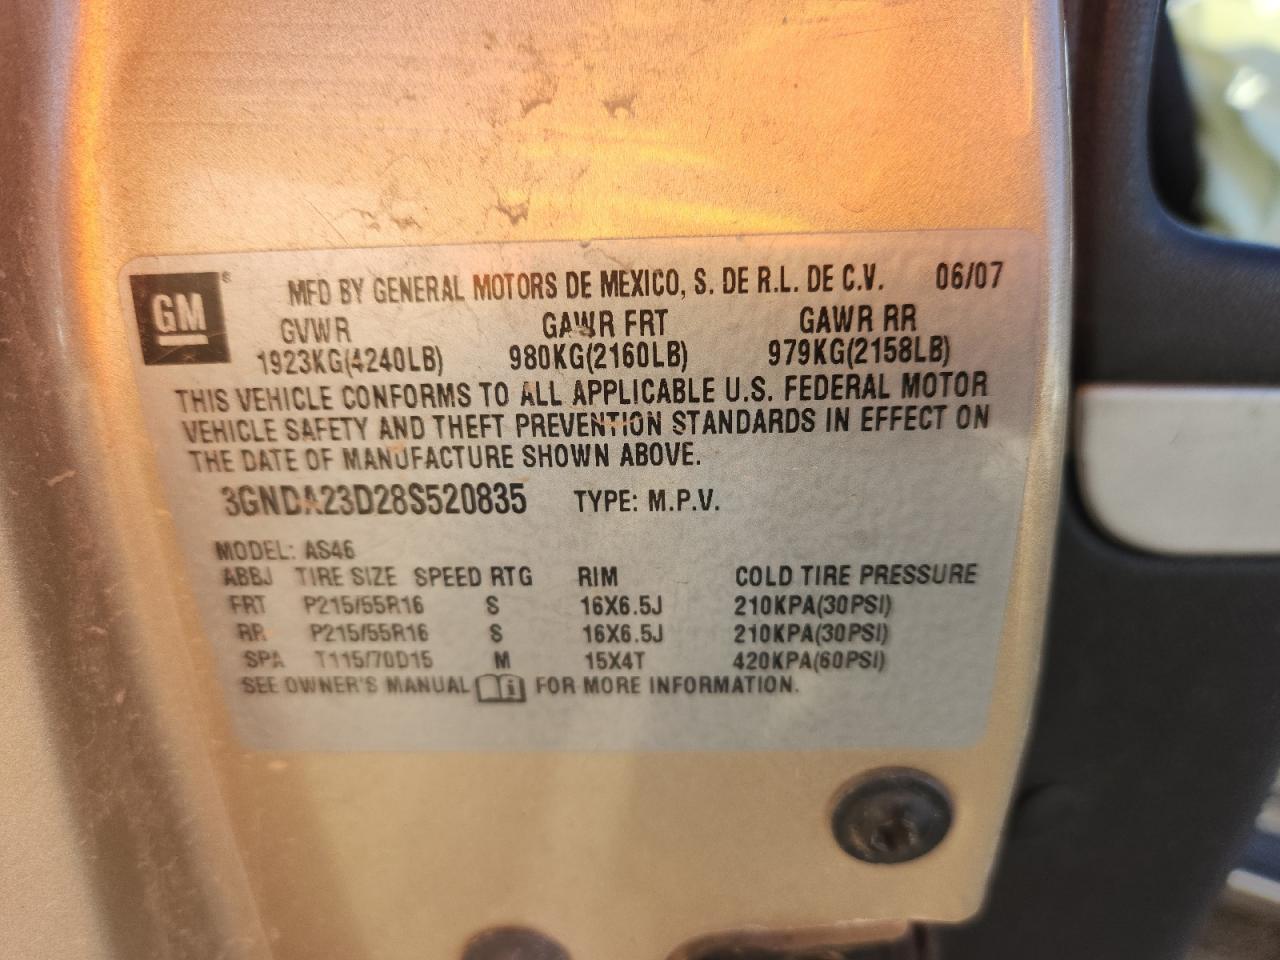 GM ®
MFD BY GENERAL MOTORS DE MEXICO, S. DE R.L. DE C.V. 06/07
GVWR GAWR FRT GAWR RR
1923KG(4240LB) 980KG(2160LB) 979KG(2158LB)
THIS VEHICLE CONFORMS TO ALL APPLICABLE U.S. FEDERAL MOTOR
VEHICLE SAFETY AND THEFT PREVENTION STANDARDS IN EFFECT ON
THE DATE OF MANUFACTURE SHOWN ABOVE.
3GNDA23D28S520835 TYPE: M.P.V.
MODEL: AS46
ABBJ TIRE SIZE SPEED RTG RIM COLD TIRE PRESSURE
FRT P215/55R16 S 16X6.5J 210KPA(30PSI)
RR P215/55R16 S 16X6.5J 210KPA(30PSI)
SPA T115/70D15 M 15X4T 420KPA(60PSI)
SEE OWNER'S MANUAL i FOR MORE INFORMATION.